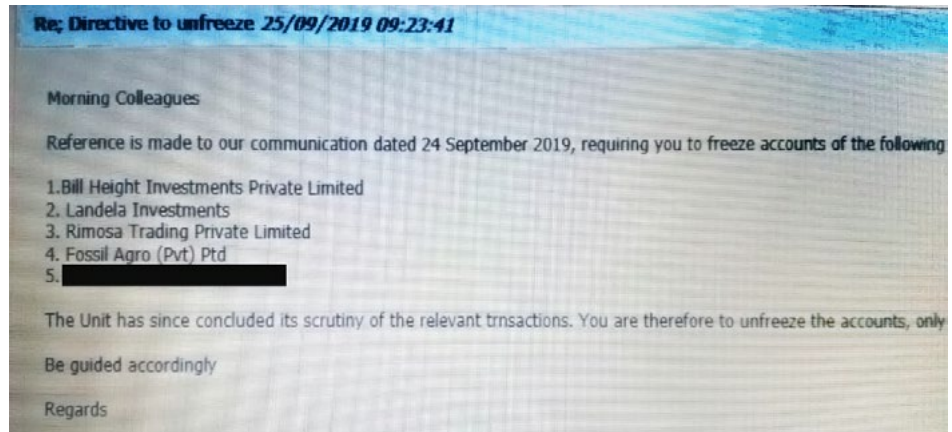 Re; Directive to unfreeze 25/09/2019 09:23:41
Morning Colleagues
Reference is made to our communication dated 24 September 2019, requiring you to freeze accounts of the following
1.Bill Height Investments Private Limited
2. Landela Investments
3. Rimosa Trading Private Limited
4. Fossil Agro (Pvt) Ptd
5.
The Unit has since concluded its scrutiny of the relevant trnsactions. You are therefore to unfreeze the accounts, only
Be guided accordingly
Regards